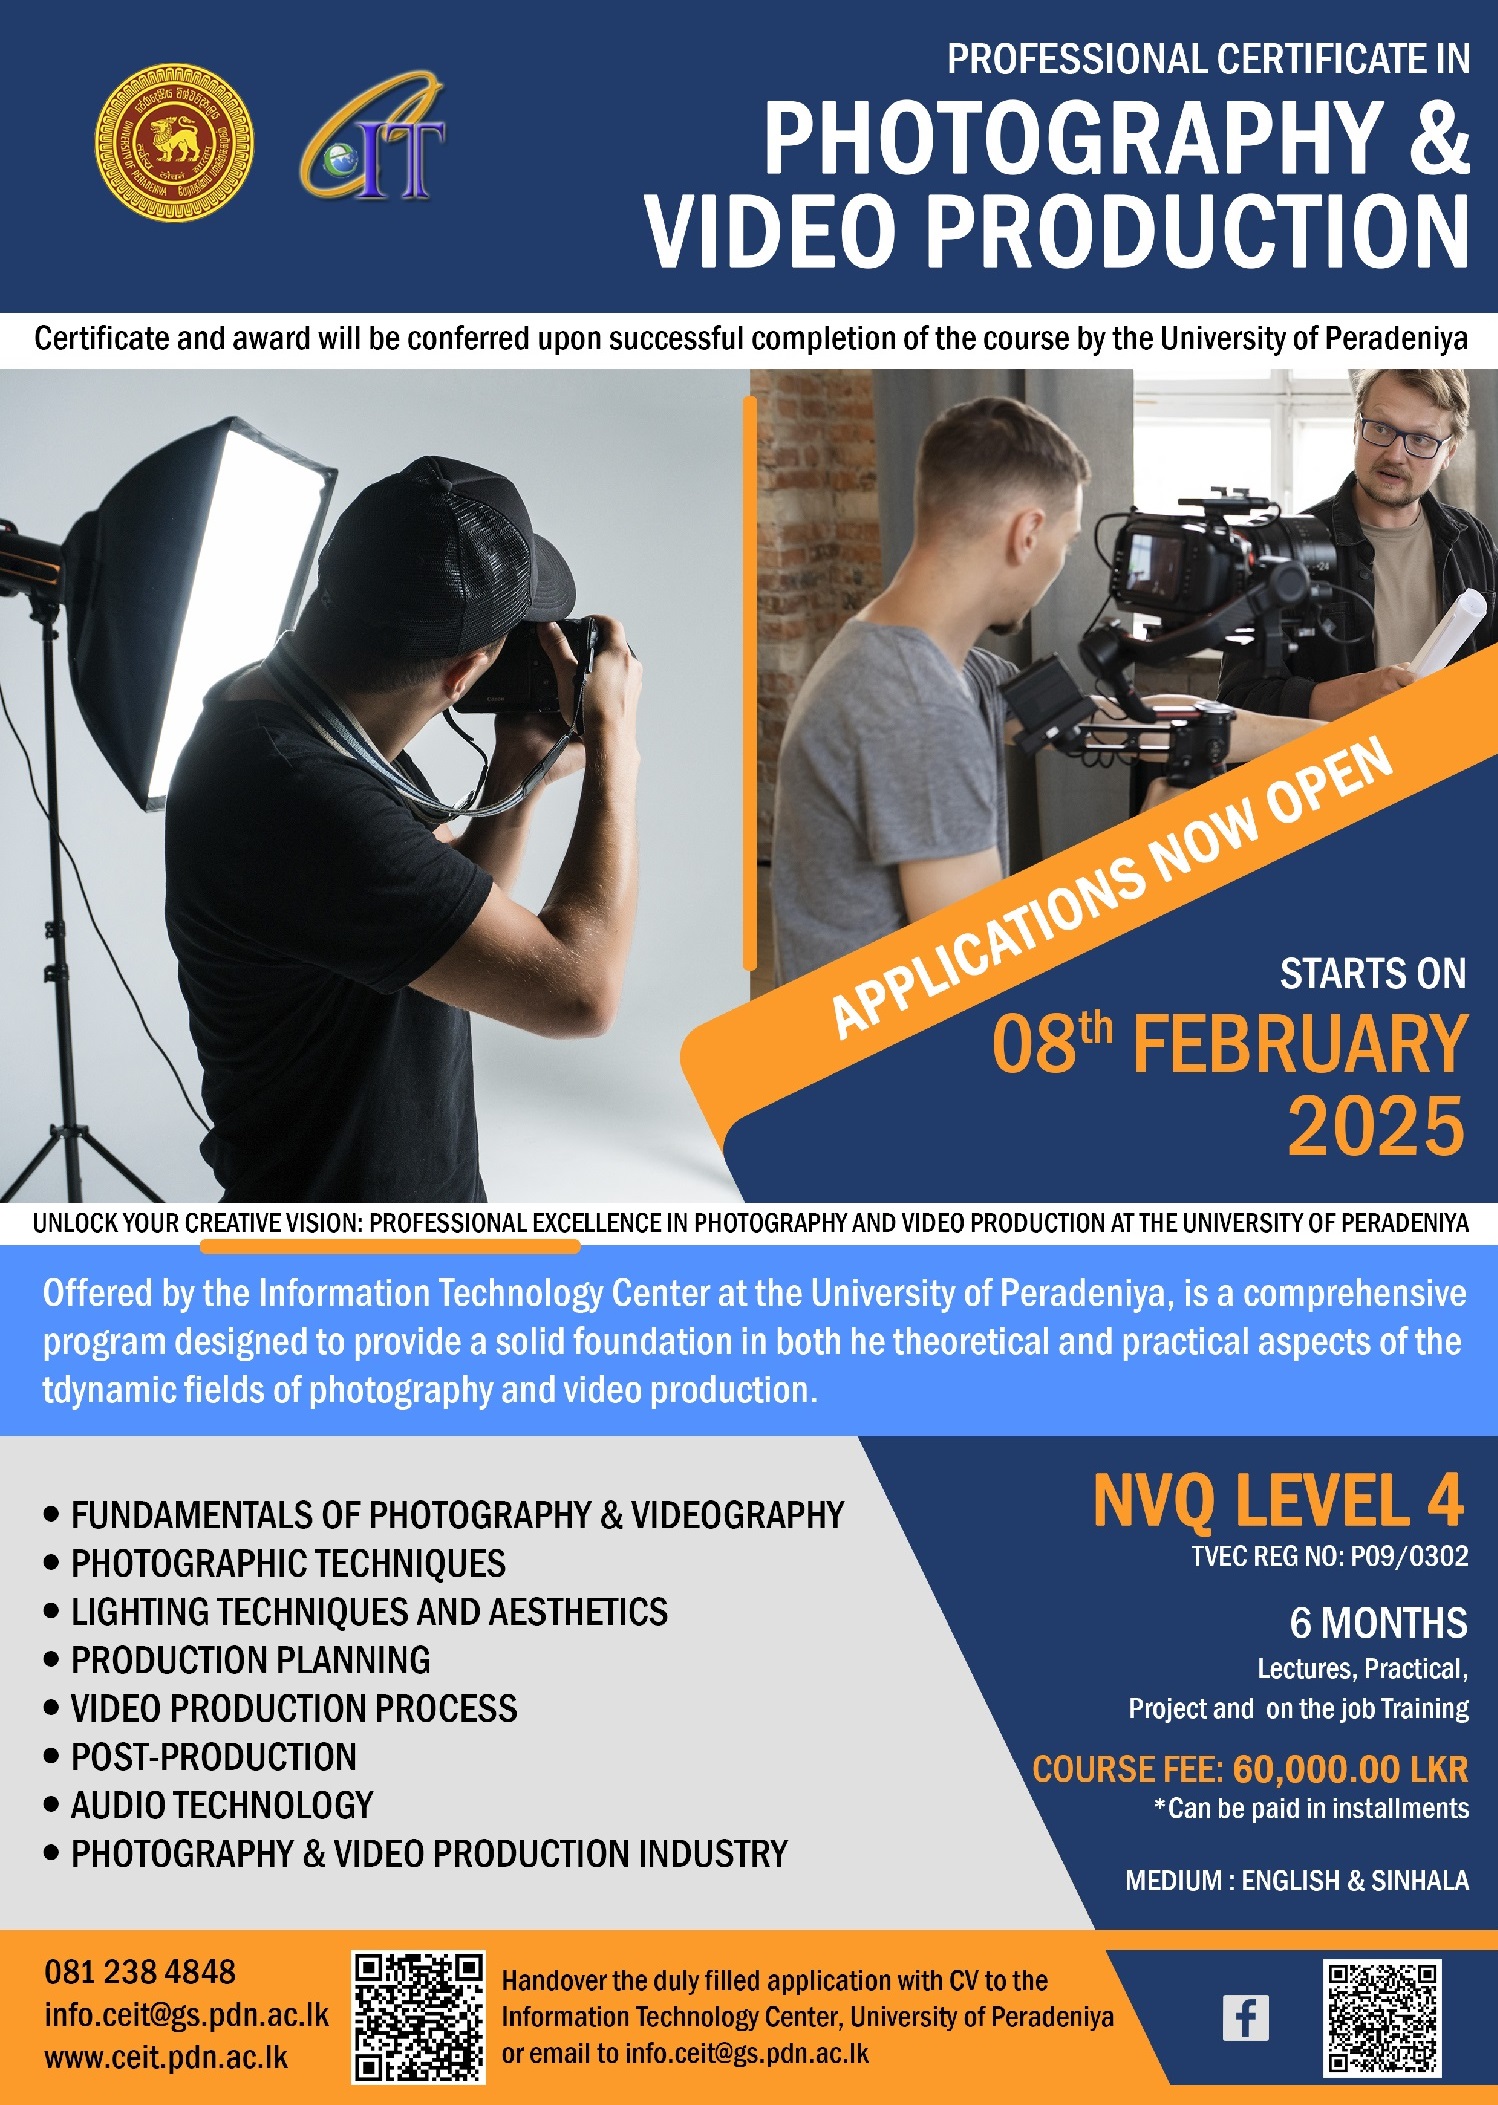 UNIVERSITY OF PERADENIYA
CeIT
PROFESSIONAL CERTIFICATE IN
PHOTOGRAPHY &
VIDEO PRODUCTION
Certificate and award will be conferred upon successful completion of the course by the University of Peradeniya
APPLICATIONS NOW OPEN
STARTS ON
08th FEBRUARY
2025
UNLOCK YOUR CREATIVE VISION: PROFESSIONAL EXCELLENCE IN PHOTOGRAPHY AND VIDEO PRODUCTION AT THE UNIVERSITY OF PERADENIYA
Offered by the Information Technology Center at the University of Peradeniya, is a comprehensive
program designed to provide a solid foundation in both he theoretical and practical aspects of the
tdynamic fields of photography and video production.
• FUNDAMENTALS OF PHOTOGRAPHY & VIDEOGRAPHY
• PHOTOGRAPHIC TECHNIQUES
• LIGHTING TECHNIQUES AND AESTHETICS
• PRODUCTION PLANNING
• VIDEO PRODUCTION PROCESS
• POST-PRODUCTION
• AUDIO TECHNOLOGY
• PHOTOGRAPHY & VIDEO PRODUCTION INDUSTRY
NVQ LEVEL 4
TVEC REG NO: P09/0302
6 MONTHS
Lectures, Practical,
Project and on the job Training
COURSE FEE: 60,000.00 LKR
*Can be paid in installments
MEDIUM : ENGLISH & SINHALA
081 238 4848
info.ceit@gs.pdn.ac.lk
www.ceit.pdn.ac.lk
Handover the duly filled application with CV to the
Information Technology Center, University of Peradeniya
or email to info.ceit@gs.pdn.ac.lk